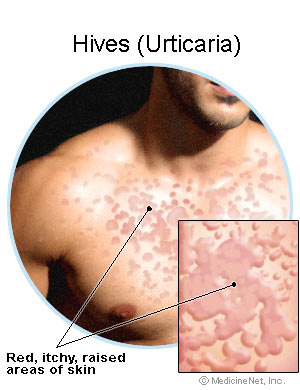 Hives (Urticaria)
Red, itchy, raised
areas of skin
© MedicineNet, Inc.